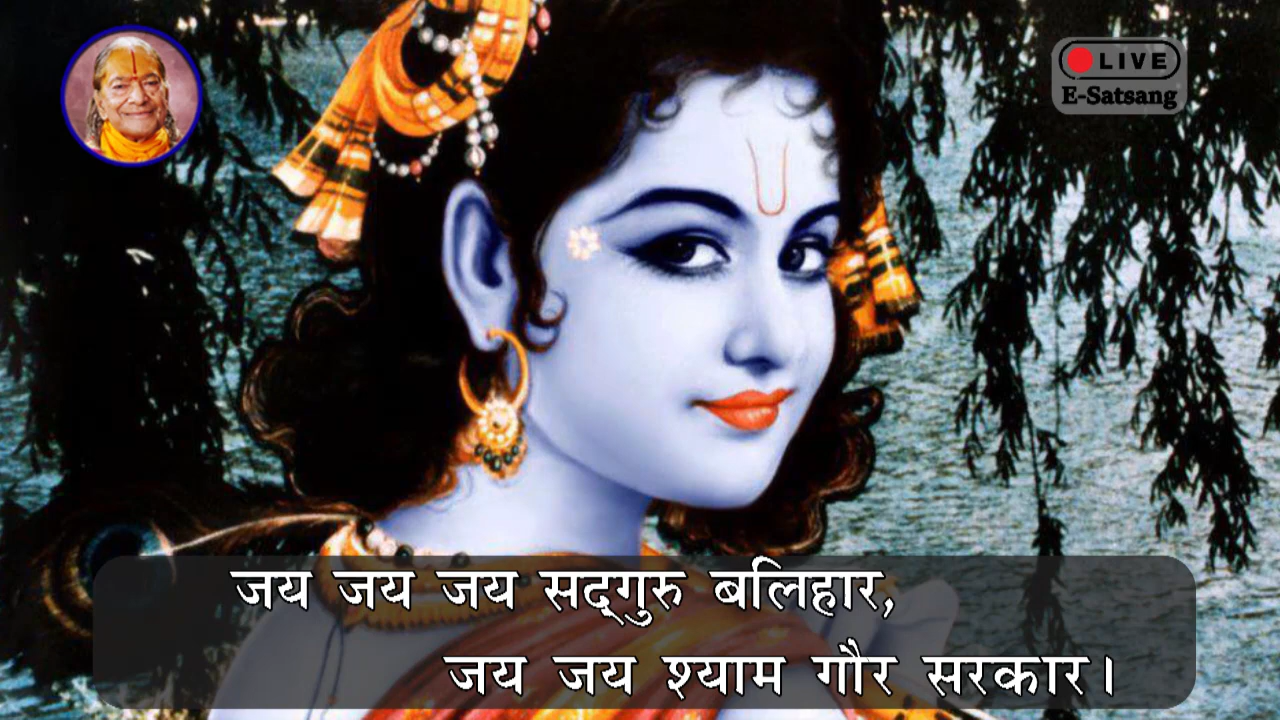 LIVE
E-Satsang
जय जय जय सद्‌गुरु बलिहार,
जय जय श्याम गौर सरकार।